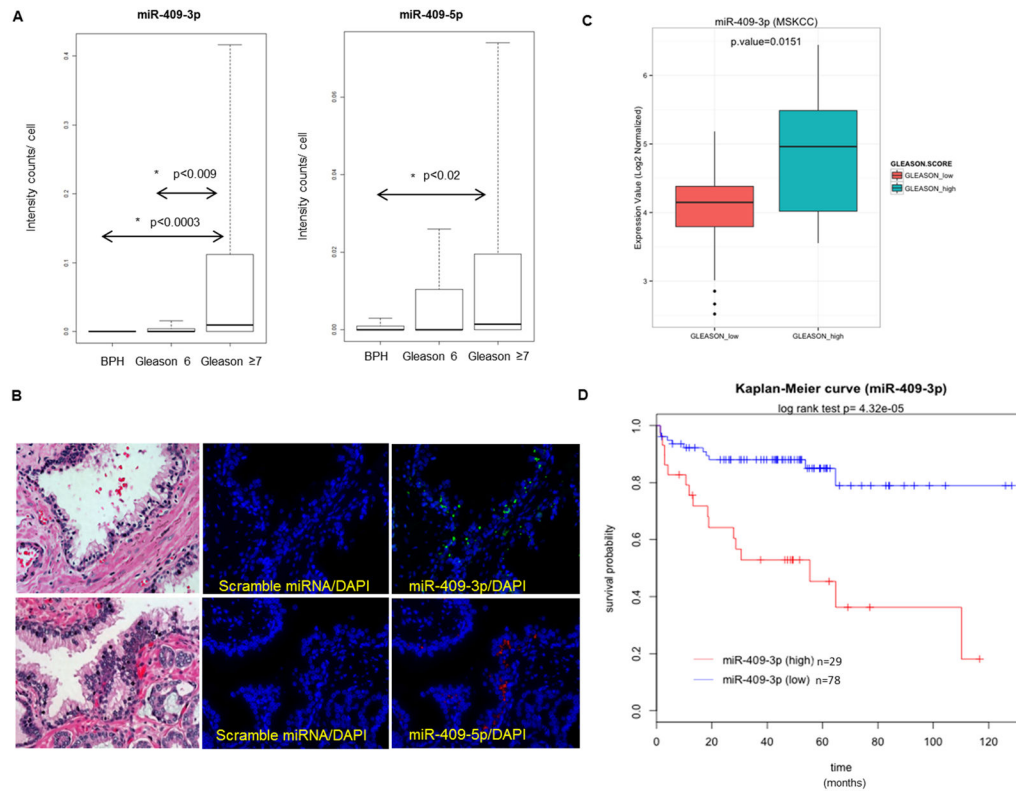 A
miR-409-3p
miR-409-5p
Intensity counts/ cell
0.4
0.3
0.2
0.1
0.0
* p<0.009
* p<0.0003
BPH Gleason 6 Gleason ≥7
Intensity counts/ cell
0.06
0.04
0.02
0.00
* p<0.02
BPH Gleason 6 Gleason ≥7
C
miR-409-3p (MSKCC)
p.value=0.0151
Expression Value (Log2 Normalized)
6
5
4
3
GLEASON_low GLEASON_high
GLEASON.SCORE
GLEASON_low
GLEASON_high
B
Scramble miRNA/DAPI
miR-409-3p/DAPI
Scramble miRNA/DAPI
miR-409-5p/DAPI
D
Kaplan-Meier curve (miR-409-3p)
log rank test p= 4.32e-05
survival probability
1.0
0.8
0.6
0.4
0.2
0.0
miR-409-3p (high) n=29
miR-409-3p (low) n=78
0 20 40 60 80 100 120
time
(months)